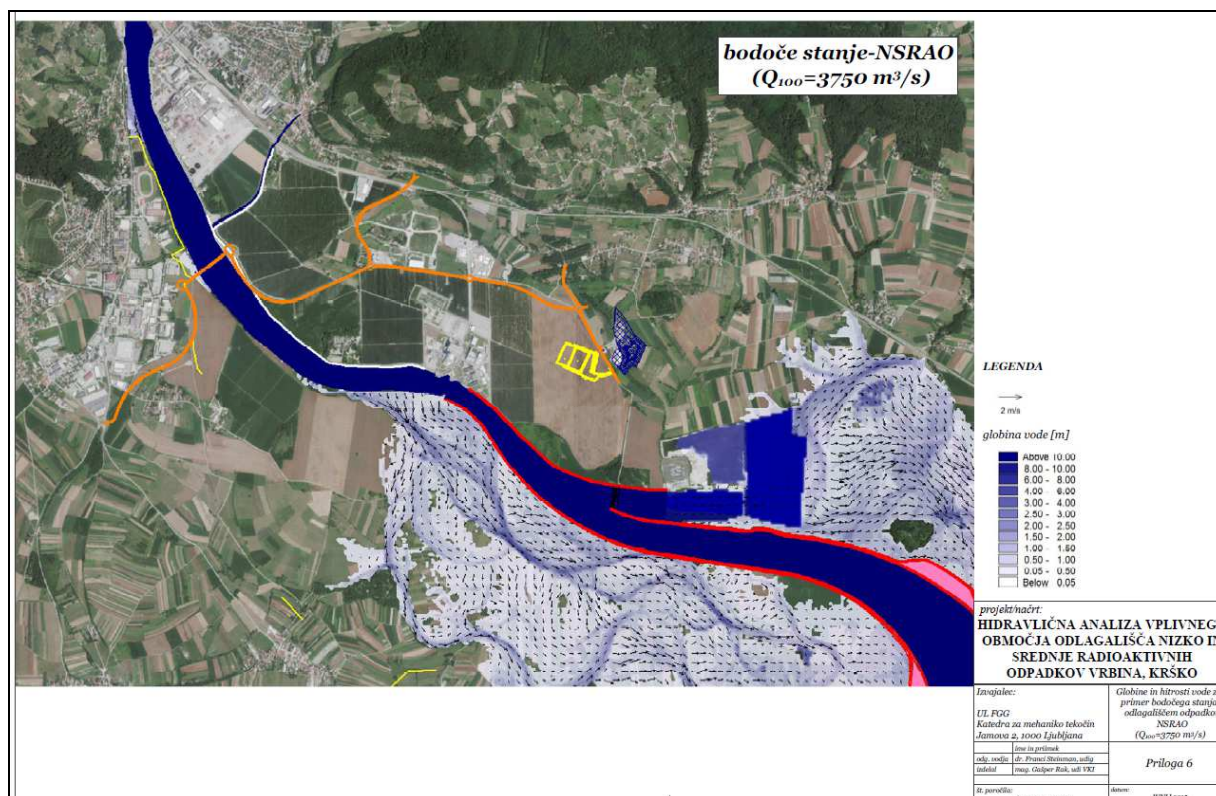 bodoče stanje-NSRAO
(Q₁₀₀=3750 m³/s)
LEGENDA
2 m/s
globina vode [m]
Above 10.00
8.00 - 10.00
6.00 - 8.00
4.00 - 6.00
3.00 - 4.00
2.50 - 3.00
2.00 - 2.50
1.50 - 2.00
1.00 - 1.50
0.50 - 1.00
0.05 - 0.50
Below 0.05
projekt/načrt:
HIDRAVLIČNA ANALIZA VPLIVNEG
OBMOČJA ODLAGALIŠČA NIZKO IN
SREDNJE RADIOAKTIVNIH
ODPADKOV VRBINA, KRŠKO
Izvajalec:
UL FGG
Katedra za mehaniko tekočin
Jamova 2, 1000 Ljubljana
Globine in hitrosti vode z
primer bodočega stanja
odlagališčem odpadko
NSRAO
(Q₁₀₀=3750 m³/s)
ime in priimek
odg. vodja dr. Franci Steinman, udig
izdelal mag. Gašper Rak, udi VKI
Priloga 6
št. poročila:
datum: